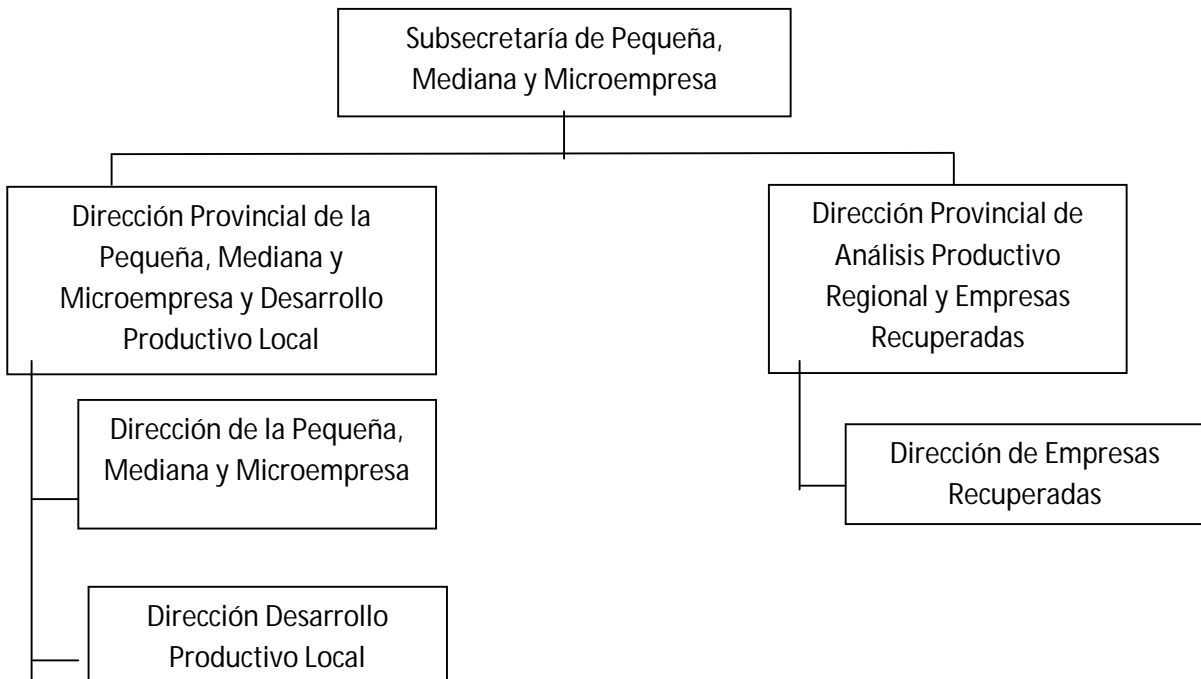 Subsecretaría de Pequeña,
Mediana y Microempresa
Dirección Provincial de la
Pequeña, Mediana y
Microempresa y Desarrollo
Productivo Local
Dirección Provincial de
Análisis Productivo
Regional y Empresas
Recuperadas
Dirección de la Pequeña,
Mediana y Microempresa
Dirección de Empresas
Recuperadas
Dirección Desarrollo
Productivo Local